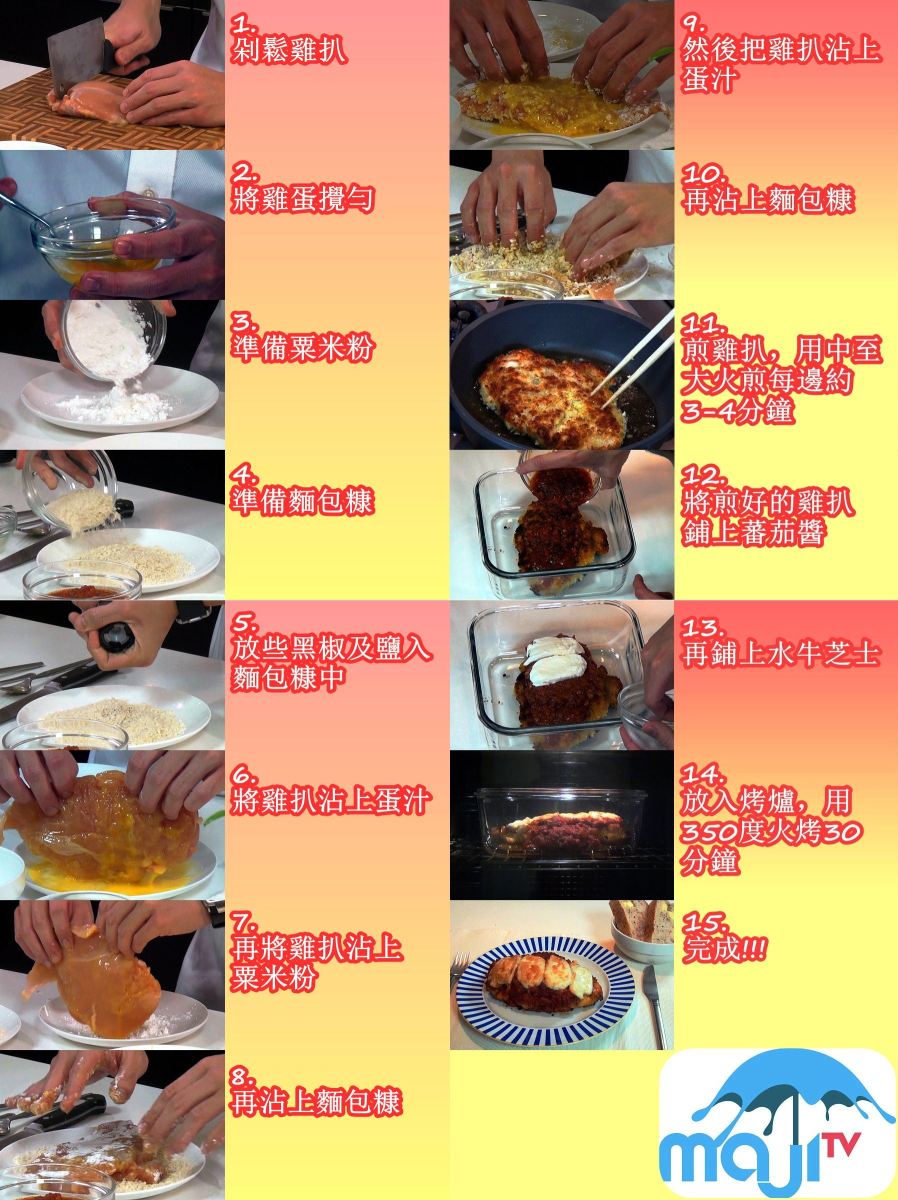 1.
剁鬆雞扒
2.
將雞蛋攪勻
3.
準備粟米粉
4.
準備麵包糠
5.
放些黑椒及鹽入
麵包糠中
6.
將雞扒沾上蛋汁
7.
再將雞扒沾上
粟米粉
8.
再沾上麵包糠
9.
然後把雞扒沾上
蛋汁
10.
再沾上麵包糠
11.
煎雞扒，用中至
大火煎每邊約
3-4分鐘
12.
將煎好的雞扒
鋪上蕃茄醬
13.
再鋪上水牛芝士
14.
放入烤爐，用
350度火烤30
分鐘
15.
完成!!!
maji TV